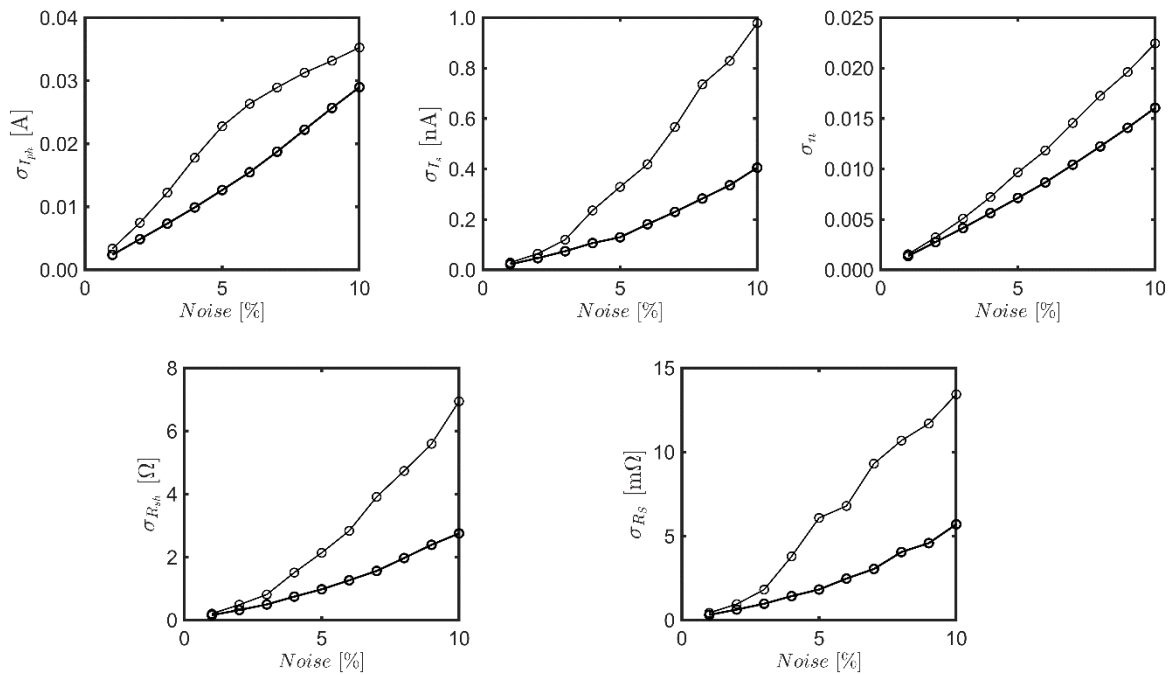 0.04
0.03
0.02
0.01
0.00
σ_{I_{ph}} [A]
0 5 10
Noise [%]
1.0
0.8
0.6
0.4
0.2
0.0
σ_{I_s} [nA]
0 5 10
Noise [%]
0.025
0.020
0.015
0.010
0.005
0.000
σ_n
0 5 10
Noise [%]
8
6
4
2
0
σ_{R_{sh}} [Ω]
0 5 10
Noise [%]
15
10
5
0
σ_{R_S} [mΩ]
0 5 10
Noise [%]